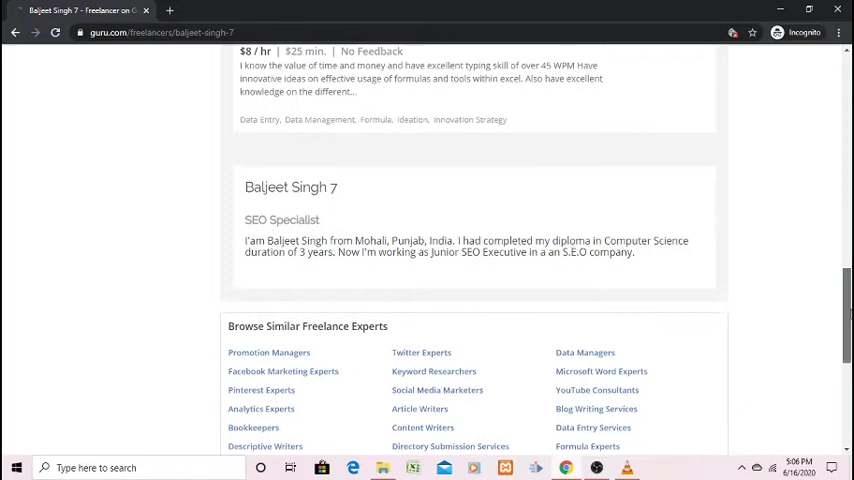 Baljeet Singh 7 - Freelancer on G
guru.com/freelancers/baljeet-singh-7
Incognito
$8 / hr | $25 min. | No Feedback
I know the value of time and money and have excellent typing skill of over 45 WPM Have
innovative ideas on effective usage of formulas and tools within excel. Also have excellent
knowledge on the different...
Data Entry, Data Management, Formula, Ideation, Innovation Strategy
Baljeet Singh 7
SEO Specialist
I'am Baljeet Singh from Mohali, Punjab, India. I had completed my diploma in Computer Science
duration of 3 years. Now I'm working as Junior SEO Executive in a an S.E.O company.
Browse Similar Freelance Experts
Promotion Managers Twitter Experts Data Managers
Facebook Marketing Experts Keyword Researchers Microsoft Word Experts
Pinterest Experts Social Media Marketers YouTube Consultants
Analytics Experts Article Writers Blog Writing Services
Bookkeepers Content Writers Data Entry Services
Descriptive Writers Directory Submission Services Formula Experts
Type here to search
5:06 PM
6/16/2020